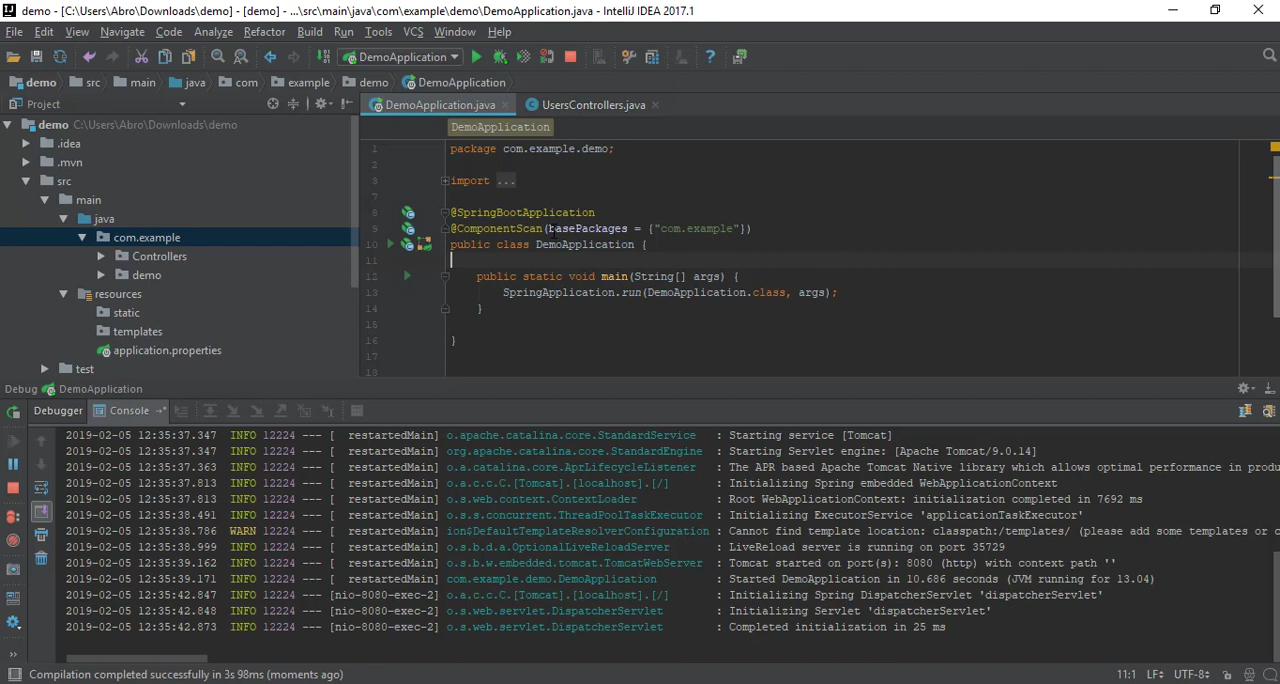 demo - [C:\Users\Abro\Downloads\demo] - [demo] - ...\src\main\java\com\example\demo\DemoApplication.java - IntelliJ IDEA 2017.1
File Edit View Navigate Code Analyze Refactor Build Run Tools VCS Window Help
DemoApplication
demo src main java com example demo DemoApplication
Project DemoApplication.java UsersControllers.java
demo C:\Users\Abro\Downloads\demo
.idea
.mvn
src
main
java
com.example
Controllers
demo
resources
static
templates
application.properties
test
DemoApplication
1 package com.example.demo;
2
3 import ...
7
8 @SpringBootApplication
9 @ComponentScan(basePackages = {"com.example"})
10 public class DemoApplication {
11
12 public static void main(String[] args) {
13 SpringApplication.run(DemoApplication.class, args);
14 }
15
16 }
17
18
Debug DemoApplication
Debugger Console
2019-02-05 12:35:37.347 INFO 12224 --- [ restartedMain] o.apache.catalina.core.StandardService : Starting service [Tomcat]
2019-02-05 12:35:37.347 INFO 12224 --- [ restartedMain] org.apache.catalina.core.StandardEngine : Starting Servlet engine: [Apache Tomcat/9.0.14]
2019-02-05 12:35:37.363 INFO 12224 --- [ restartedMain] o.a.catalina.core.AprLifecycleListener : The APR based Apache Tomcat Native library which allows optimal performance in produ
2019-02-05 12:35:37.813 INFO 12224 --- [ restartedMain] o.a.c.c.C.[Tomcat].[localhost].[/] : Initializing Spring embedded WebApplicationContext
2019-02-05 12:35:37.813 INFO 12224 --- [ restartedMain] o.s.web.context.ContextLoader : Root WebApplicationContext: initialization completed in 7692 ms
2019-02-05 12:35:38.491 INFO 12224 --- [ restartedMain] o.s.s.concurrent.ThreadPoolTaskExecutor : Initializing ExecutorService 'applicationTaskExecutor'
2019-02-05 12:35:38.786 WARN 12224 --- [ restartedMain] ion$DefaultTemplateResolverConfiguration : Cannot find template location: classpath:/templates/ (please add some templates or c
2019-02-05 12:35:38.999 INFO 12224 --- [ restartedMain] o.s.b.d.a.OptionalLiveReloadServer : LiveReload server is running on port 35729
2019-02-05 12:35:39.162 INFO 12224 --- [ restartedMain] o.s.b.w.embedded.tomcat.TomcatWebServer : Tomcat started on port(s): 8080 (http) with context path ''
2019-02-05 12:35:39.171 INFO 12224 --- [ restartedMain] com.example.demo.DemoApplication : Started DemoApplication in 10.686 seconds (JVM running for 13.04)
2019-02-05 12:35:42.847 INFO 12224 --- [nio-8080-exec-2] o.a.c.c.C.[Tomcat].[localhost].[/] : Initializing Spring DispatcherServlet 'dispatcherServlet'
2019-02-05 12:35:42.848 INFO 12224 --- [nio-8080-exec-2] o.s.web.servlet.DispatcherServlet : Initializing Servlet 'dispatcherServlet'
2019-02-05 12:35:42.873 INFO 12224 --- [nio-8080-exec-2] o.s.web.servlet.DispatcherServlet : Completed initialization in 25 ms
Compilation completed successfully in 3s 98ms (moments ago) 11:1 LF UTF-8